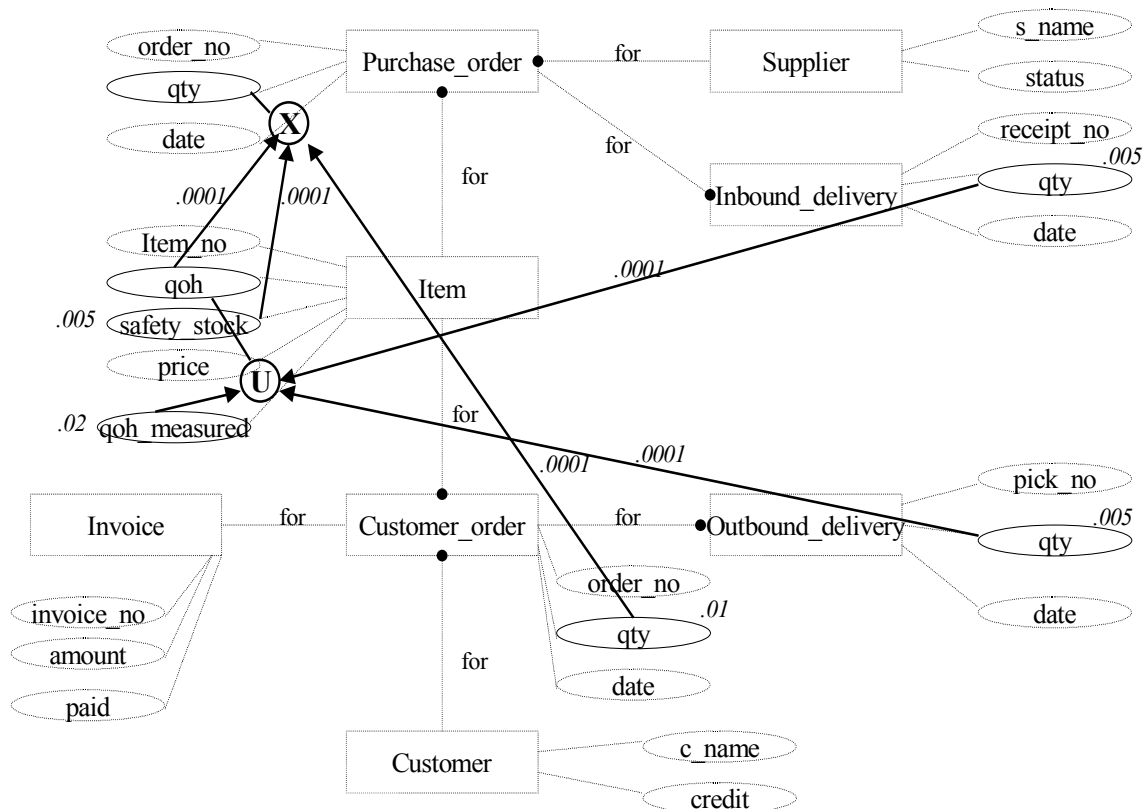 order_no
qty
date
X
Purchase_order
for
Supplier
s_name
status
for
for
Inbound_delivery
receipt_no
.005
qty
date
.0001
.0001
.0001
Item_no
qoh
.005
safety_stock
price
Item
U
.02
qoh_measured
for
.0001
.0001
Invoice
for
Customer_order
for
Outbound_delivery
pick_no
.005
qty
date
invoice_no
amount
paid
order_no
.01
qty
date
for
Customer
c_name
credit